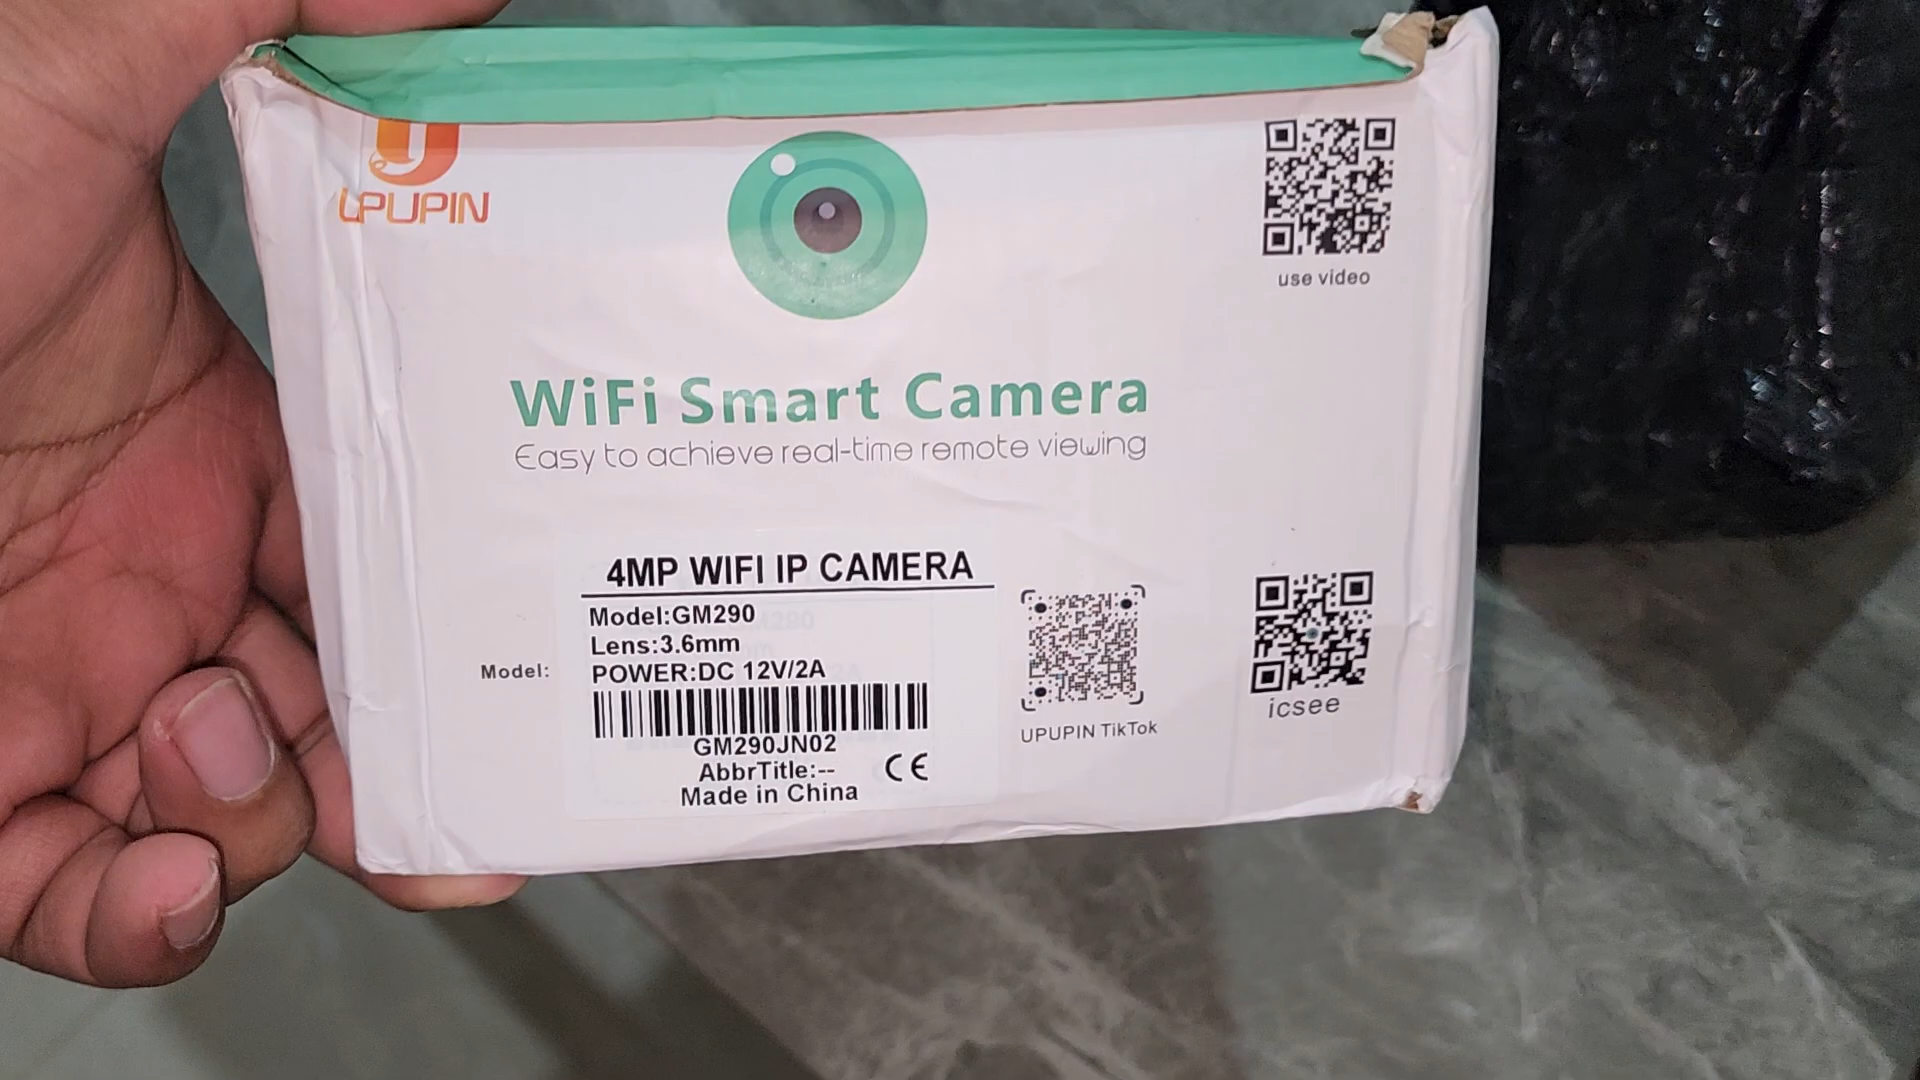 UPUPIN
use video
WiFi Smart Camera
Easy to achieve real-time remote viewing
4MP WIFI IP CAMERA
Model:GM290
Lens:3.6mm
Model:
POWER:DC 12V/2A
GM290JN02
AbbrTitle:--
CE
Made in China
UPUPIN TikTok
icsee